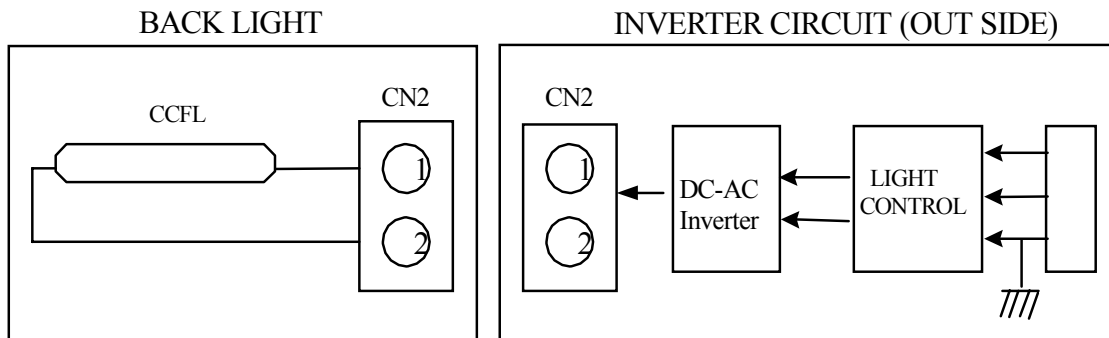 BACK LIGHT
CCFL
CN2
1
2
INVERTER CIRCUIT (OUT SIDE)
CN2
1
2
DC-AC
Inverter
LIGHT
CONTROL